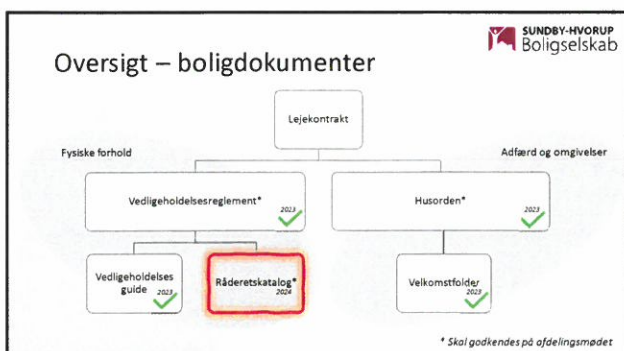 SUNDBY-HVORUP
Boligselskab
Oversigt – boligdokumenter
Lejekontrakt
Fysiske forhold
Adfærd og omgivelser
Vedligeholdelsesreglement*
2023
Husorden*
2023
Vedligeholdelses
guide
2023
Råderetskatalog*
2024
Velkomstfolder
2023
* Skal godkendes på afdelingsmødet